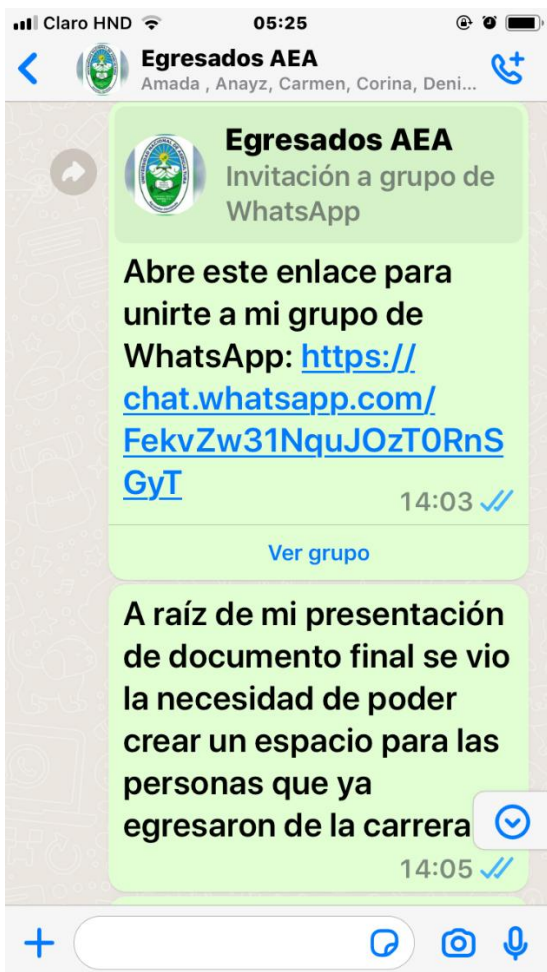 Claro HND 05:25
Egresados AEA
Amada , Anayz, Carmen, Corina, Deni...
Egresados AEA
Invitación a grupo de
WhatsApp
Abre este enlace para
unirte a mi grupo de
WhatsApp: https://
chat.whatsapp.com/
FekvZw31NquJOzT0RnS
GyT
14:03
Ver grupo
A raíz de mi presentación
de documento final se vio
la necesidad de poder
crear un espacio para las
personas que ya
egresaron de la carrera
14:05